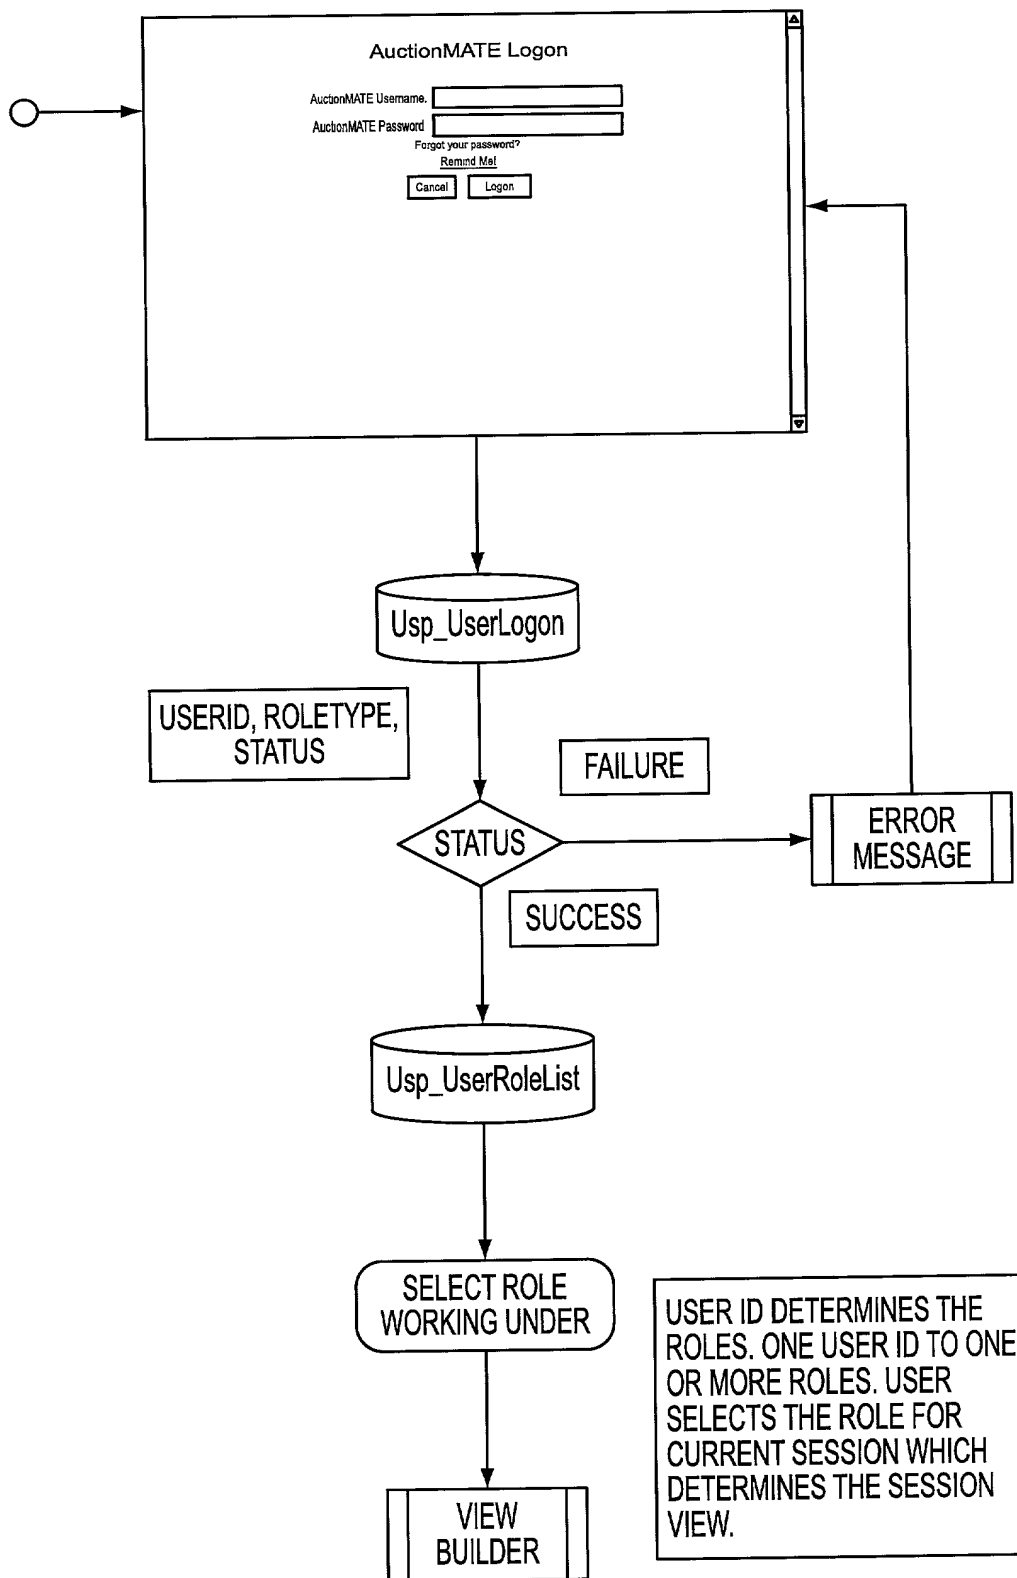 AuctionMATE Logon
AuctionMATE Username.
AuctionMATE Password
Forgot your password?
Remind Me!
Cancel
Logon
Usp_UserLogon
USERID, ROLETYPE,
STATUS
FAILURE
STATUS
ERROR
MESSAGE
SUCCESS
Usp_UserRoleList
SELECT ROLE
WORKING UNDER
USER ID DETERMINES THE
ROLES. ONE USER ID TO ONE
OR MORE ROLES. USER
SELECTS THE ROLE FOR
CURRENT SESSION WHICH
DETERMINES THE SESSION
VIEW.
VIEW
BUILDER